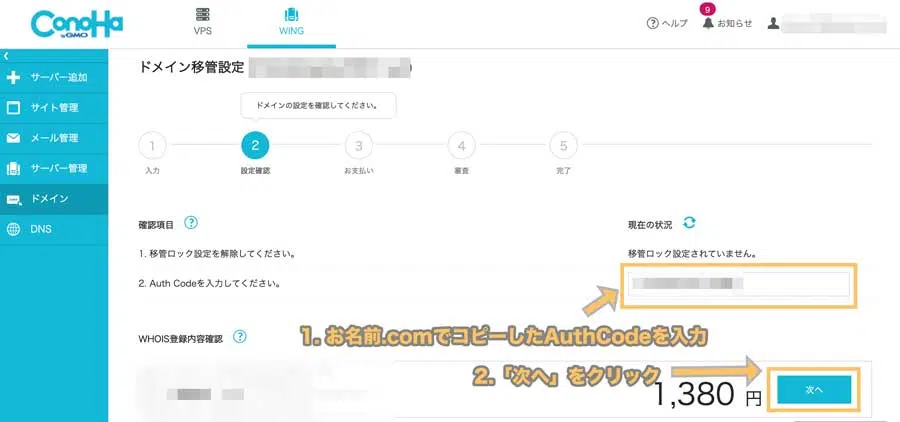 ConoHa
by GMO
VPS
WING
ヘルプ
9
お知らせ
サーバー追加
サイト管理
メール管理
サーバー管理
ドメイン
DNS
ドメイン移管設定
ドメインの設定を確認してください。
1
2
3
4
5
入力
設定確認
お支払い
審査
完了
確認項目 ?
現在の状況
1. 移管ロック設定を解除してください。
移管ロック設定されていません。
2. Auth Codeを入力してください。
1. お名前.comでコピーしたAuthCodeを入力
WHOIS登録内容確認 ?
2.「次へ」をクリック
1,380 円
次へ